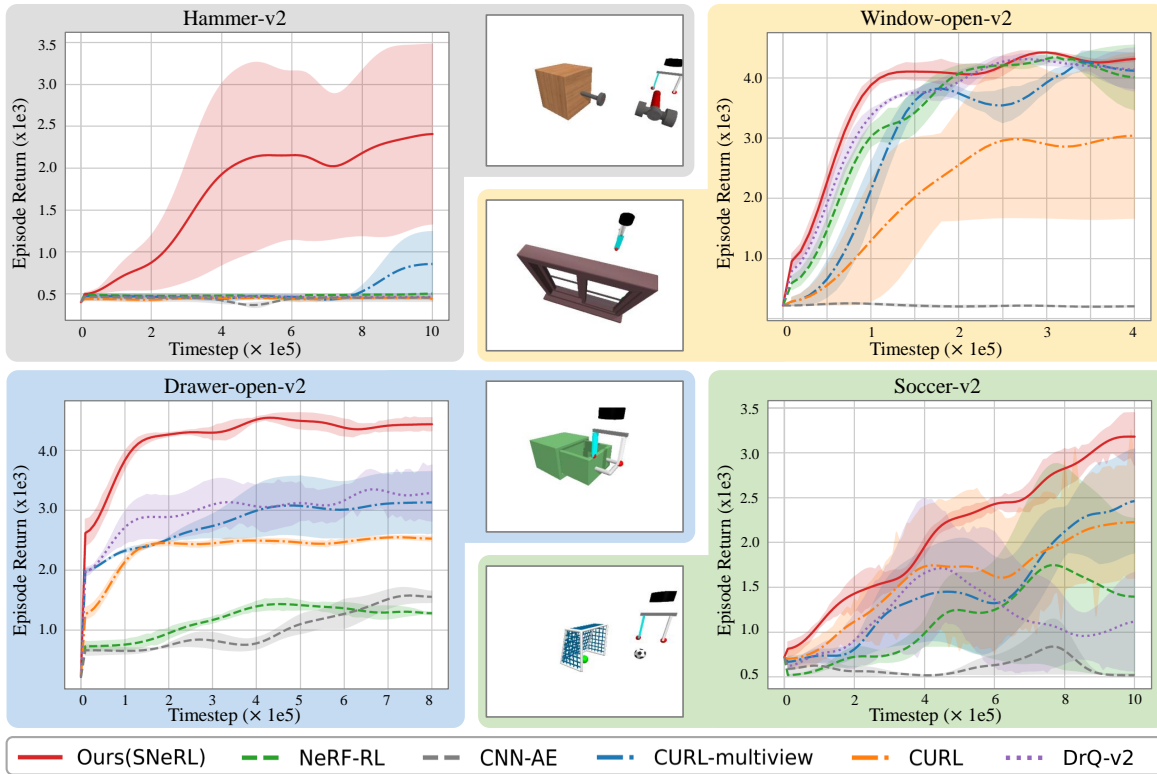 Hammer-v2
3.5
3.0
2.5
2.0
1.5
1.0
0.5
Episode Return (x1e3)
0 2 4 6 8 10
Timestep (× 1e5)
Window-open-v2
4.0
3.0
4.0
1.0
Episode Return (x1e3)
0 1 2 3 4
Timestep (× 1e5)
Drawer-open-v2
4.0
3.0
2.0
1.0
Episode Return (x1e3)
0 1 2 3 4 5 6 7 8
Timestep (× 1e5)
Soccer-v2
3.5
3.0
2.5
2.0
1.5
1.0
0.5
Episode Return (x1e3)
0 2 4 6 8 10
Timestep (× 1e5)
Ours(SNeRL) NeRF-RL CNN-AE CURL-multiview CURL DrQ-v2